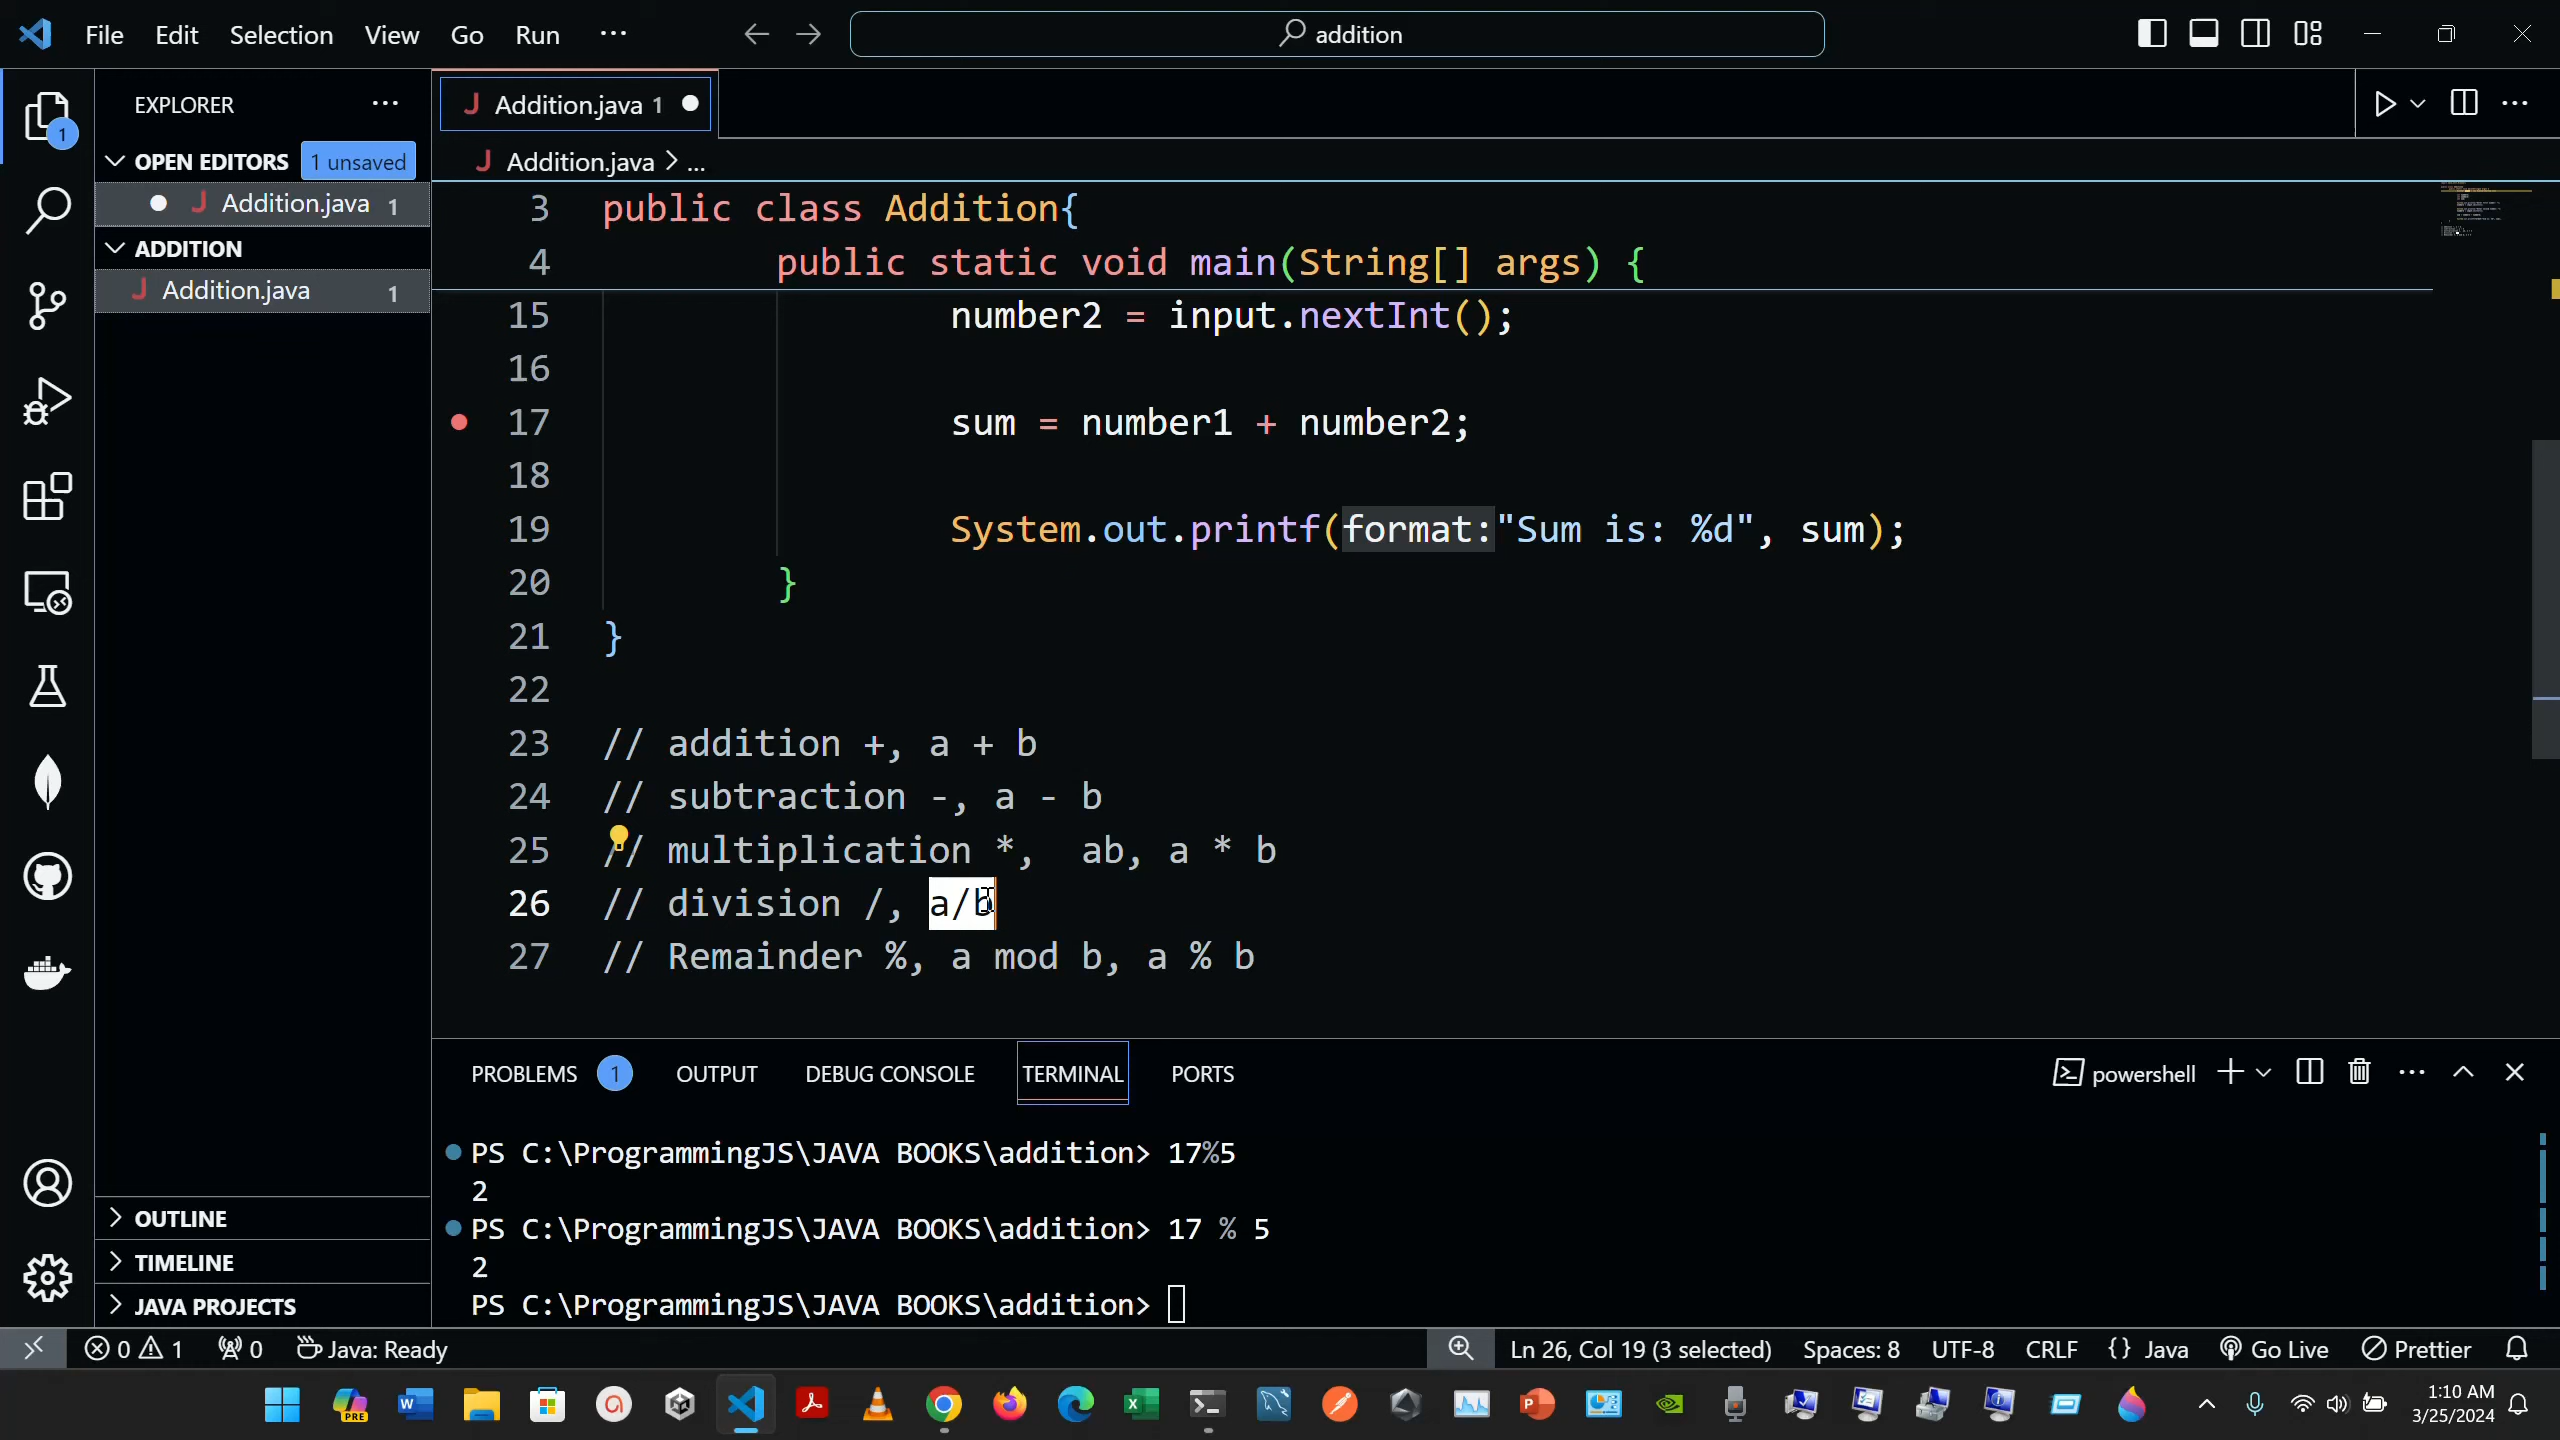 File Edit Selection View Go Run ···
addition
EXPLORER ···
OPEN EDITORS 1 unsaved
J Addition.java 1
ADDITION
J Addition.java 1
OUTLINE
TIMELINE
JAVA PROJECTS
J Addition.java 1
J Addition.java > ...
3 public class Addition{
4 public static void main(String[] args) {
15 number2 = input.nextInt();
16
17 sum = number1 + number2;
18
19 System.out.printf(format:"Sum is: %d", sum);
20 }
21 }
22
23 // addition +, a + b
24 // subtraction -, a - b
25 // multiplication *,  ab, a * b
26 // division /, a/b
27 // Remainder %, a mod b, a % b
PROBLEMS 1 OUTPUT DEBUG CONSOLE TERMINAL PORTS
powershell
PS C:\ProgrammingJS\JAVA BOOKS\addition> 17%5
2
PS C:\ProgrammingJS\JAVA BOOKS\addition> 17 % 5
2
PS C:\ProgrammingJS\JAVA BOOKS\addition>
0 1 0 Java: Ready Ln 26, Col 19 (3 selected) Spaces: 8 UTF-8 CRLF {} Java Go Live Prettier
1:10 AM
3/25/2024